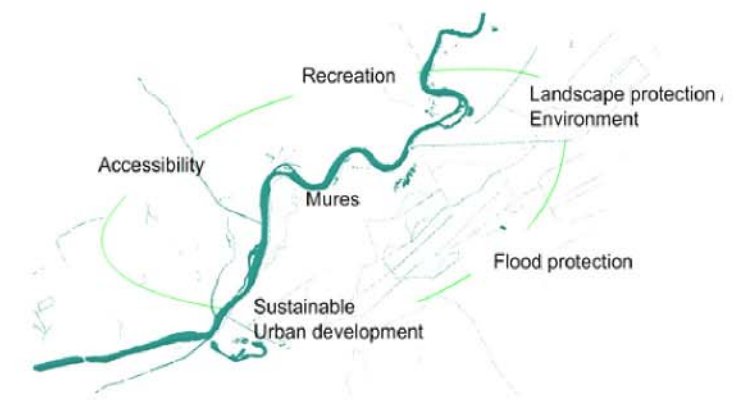 Recreation
Landscape protection /
Environment
Accessibility
Mures
Flood protection
Sustainable
Urban development